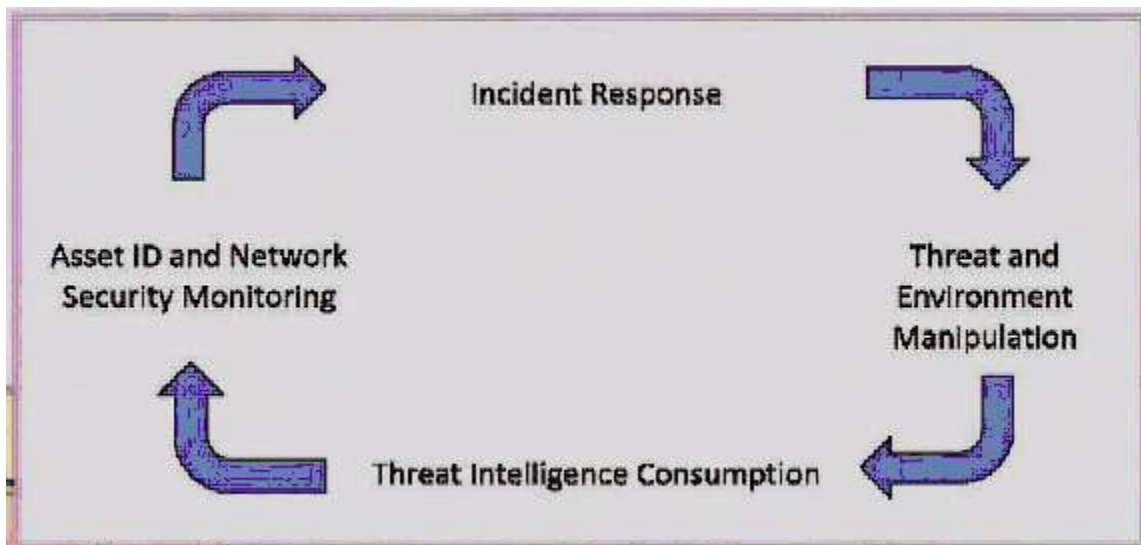 Incident Response
Asset ID and Network
Security Monitoring
Threat and
Environment
Manipulation
Threat Intelligence Consumption